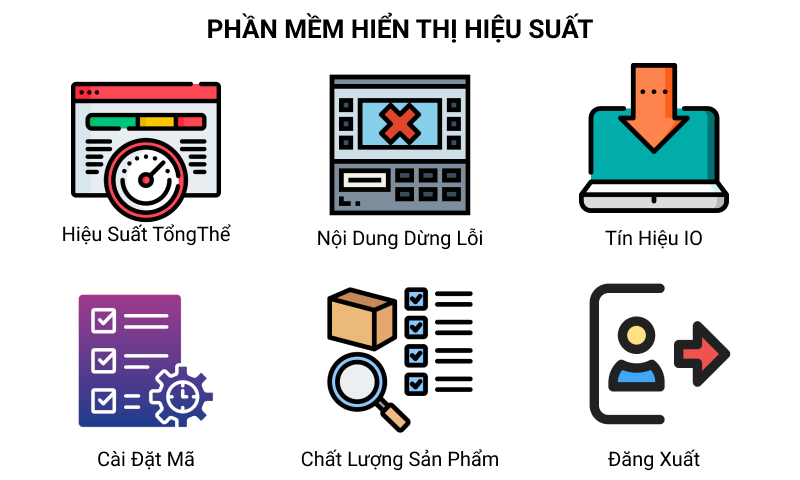 PHẦN MỀM HIỂN THỊ HIỆU SUẤT
Hiệu Suất TổngThể
Nội Dung Dừng Lỗi
Tín Hiệu IO
Cài Đặt Mã
Chất Lượng Sản Phẩm
Đăng Xuất